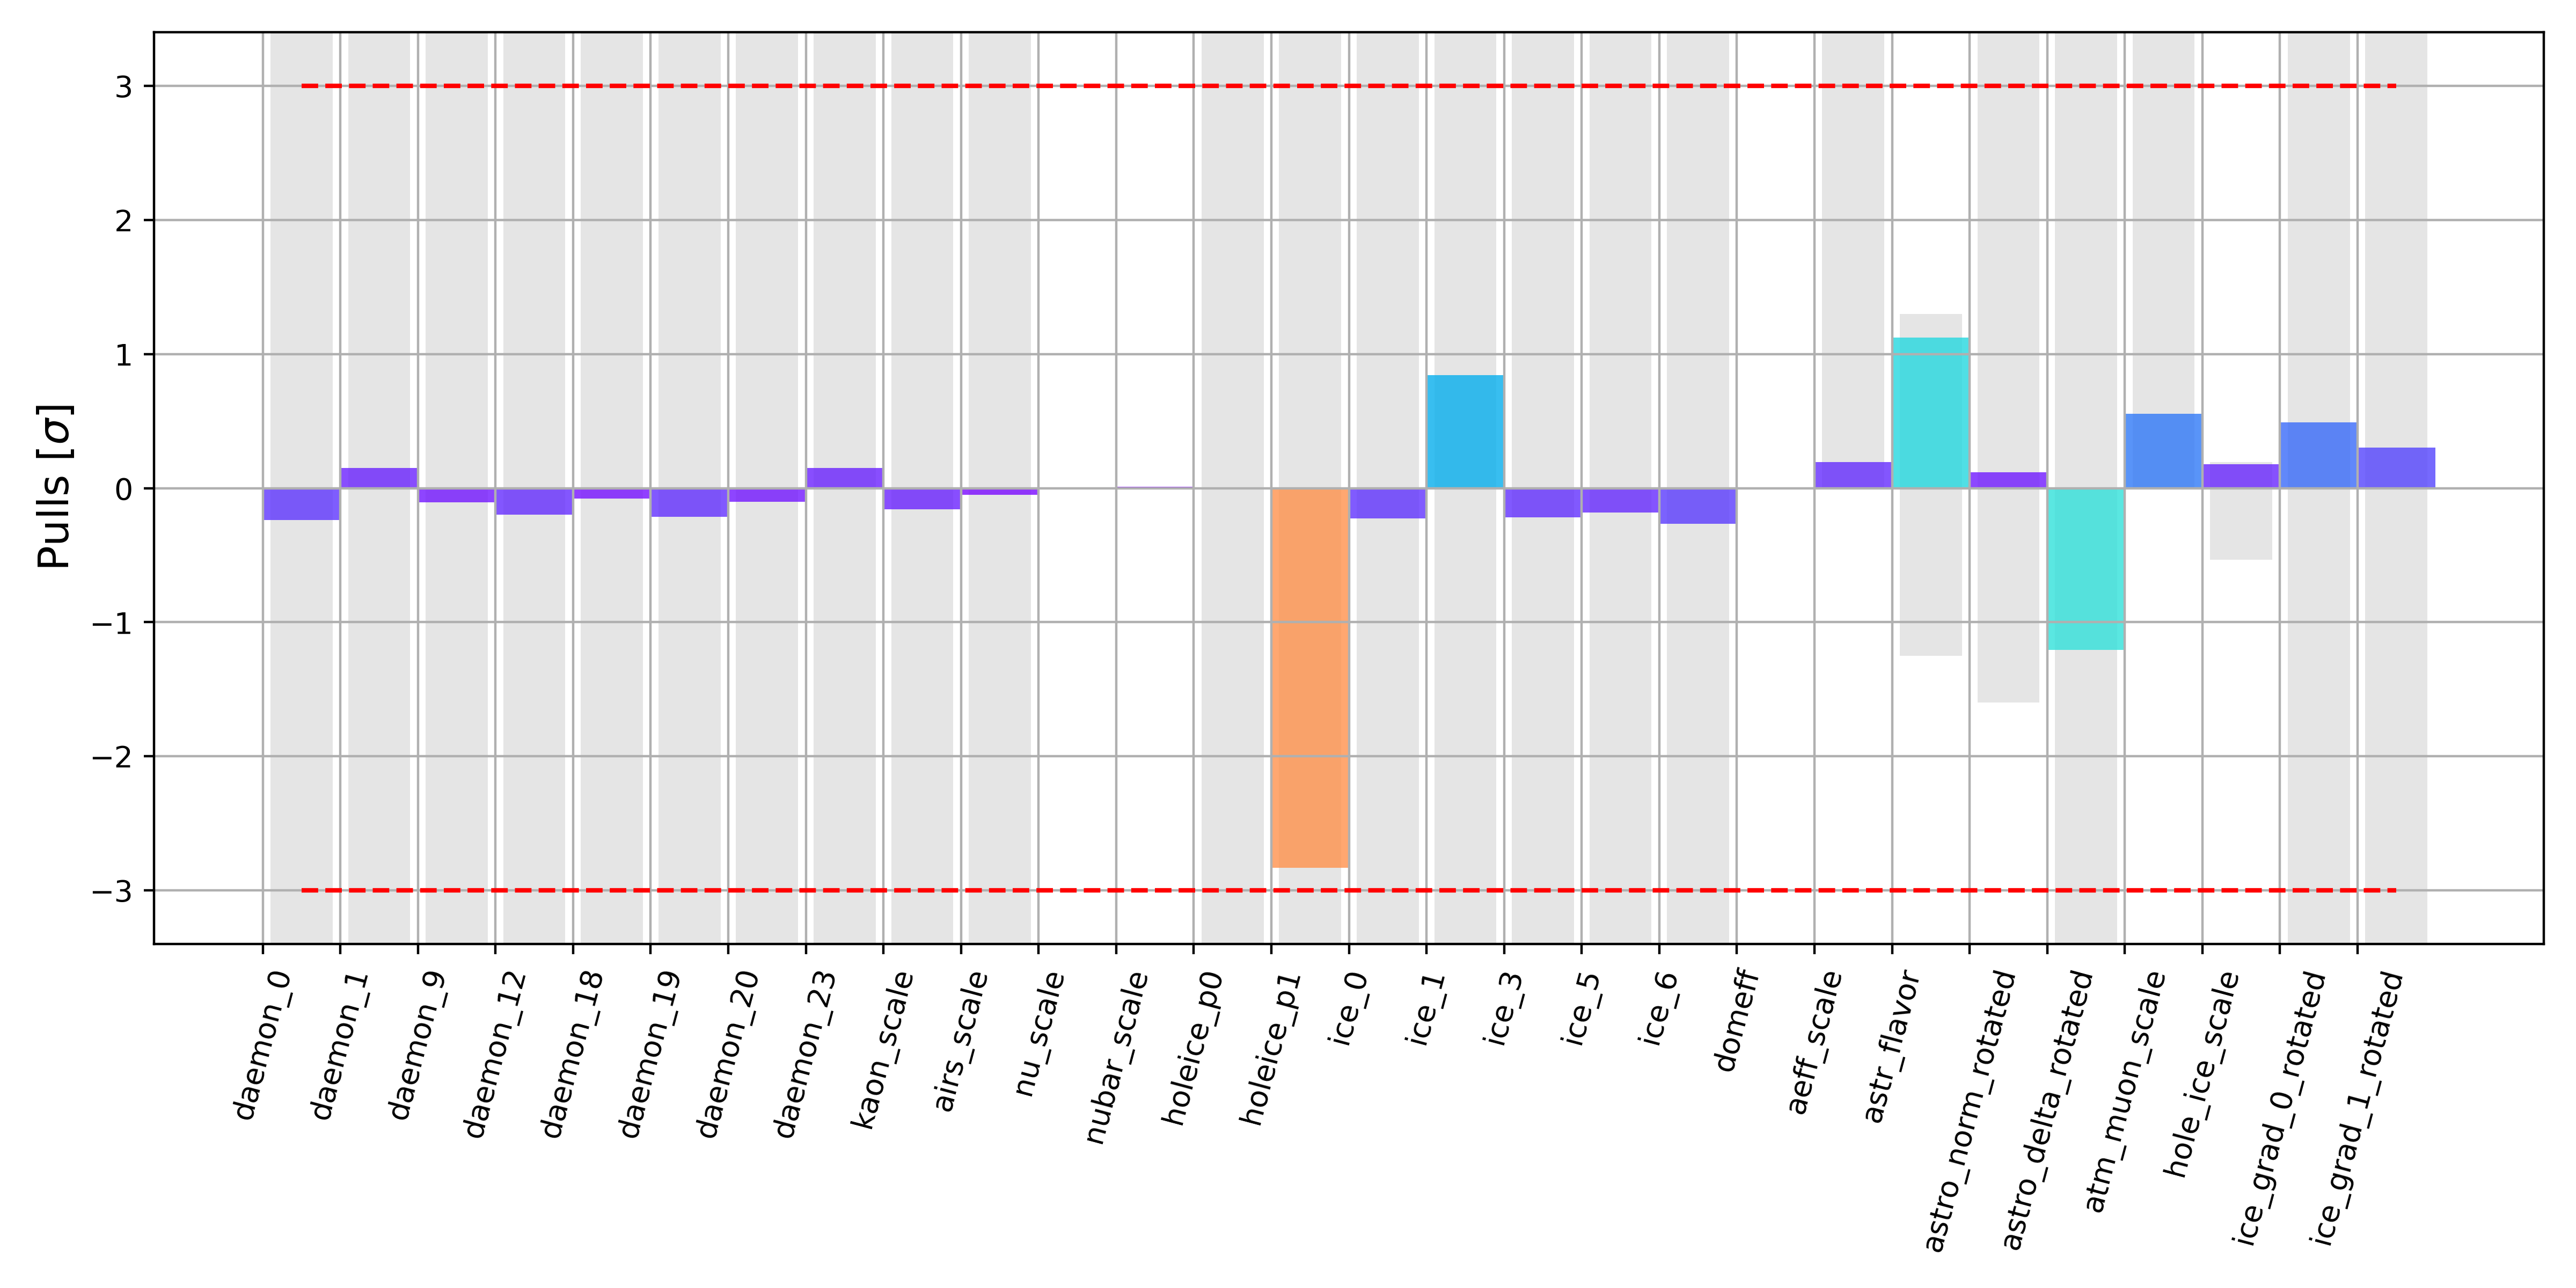 Pulls [σ]
3
2
1
0
−1
−2
−3
daemon_0
daemon_1
daemon_9
daemon_12
daemon_18
daemon_19
daemon_20
daemon_23
kaon_scale
airs_scale
nu_scale
nubar_scale
holeice_p0
holeice_p1
ice_0
ice_1
ice_3
ice_5
ice_6
domeff
aeff_scale
astr_flavor
astro_norm_rotated
astro_delta_rotated
atm_muon_scale
hole_ice_scale
ice_grad_0_rotated
ice_grad_1_rotated